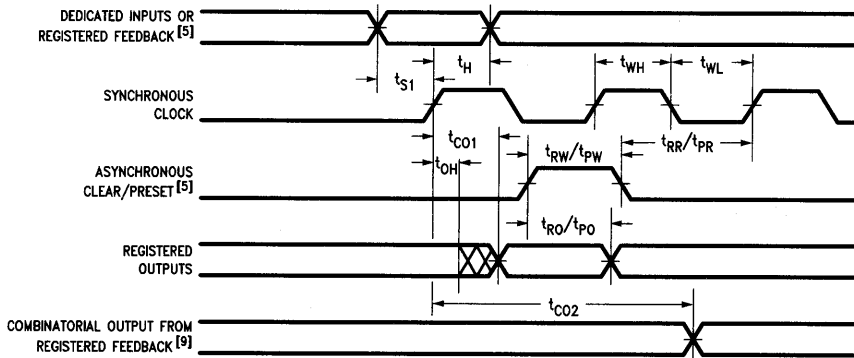 DEDICATED INPUTS OR
REGISTERED FEEDBACK [5]
tH
tS1
tWH
tWL
SYNCHRONOUS
CLOCK
tCO1
tRW/tPW
tRR/tPR
tOH
ASYNCHRONOUS
CLEAR/PRESET [5]
tRO/tPO
REGISTERED
OUTPUTS
tCO2
COMBINATORIAL OUTPUT FROM
REGISTERED FEEDBACK [9]